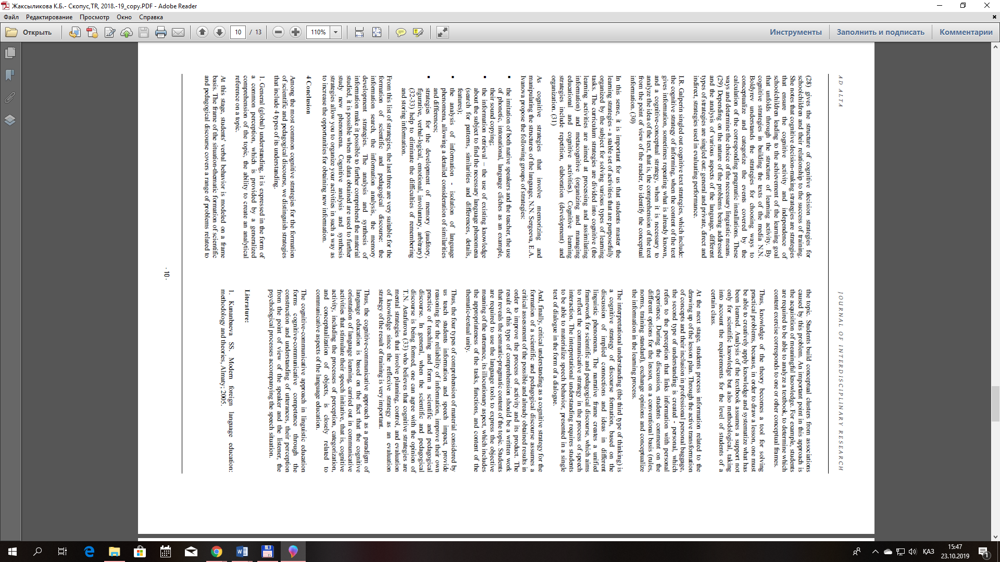 Жаксыликова К.Б.- Скопус,TR, 2018.-19_copy.PDF - Adobe Reader
Файл Редактирование Просмотр Окно Справка
Открыть 10 / 13 110% Инструменты Заполнить и подписать Комментарии
AD ALTA JOURNAL OF INTERDISCIPLINARY RESEARCH
(28) gives the structure of cognitive decision strategies for
schoolchildren and their relationship to the success of training.
She notes that cognitive decision-making strategies are strategies
that ensure the cognitive activity and independence of
schoolchildren leading to the achievement of the learning goal
that unfolds through the structure of learning activity. By
cognitive strategies in building the texts of the media N.N.
Boldyrev understands the strategies for choosing ways to
conceptualize and categorize the events covered by the
calculation of the corresponding pragmatic installations. These
ways and determine the choice of the necessary linguistic means.
(29) Depending on the nature of the problems being addressed
and the analysis of various aspects of the language, different
types of strategies are singled out: general and private, direct and
indirect, strategies used in evaluating performance.
I.R. Galperin singled out cognitive text strategies, which include:
the cognitive strategy of informing, when the content of the text
gives information, sometimes repeating what is already known,
and a cognitive-conceptual strategy, when it is necessary to
analyze the idea of the text, that is, the comprehension of the text
from the point of view of the reader, to identify the conceptual
information. (30)
In this sense, it is important for us that students master the
learning strategies - a stable set of activities that are purposefully
organized by the subject for solving various types of learning
tasks. The curriculum strategies are divided into cognitive (the
learning activities are aimed at processing and assimilating
information) and metacognitive (organizing and managing
educational and cognitive activities). Cognitive learning
strategies include repetition, elaboration (development) and
organization. (31)
As cognitive strategies that involve memorizing and
manipulating the structures of the language, N.N. Sergeeva, E.A.
Ivanova propose the following groups of strategies:
▪ the imitation of both native speakers and the teacher, the use
of phonetic, intonational, language cliches as an example,
their sound copying;
▪ the information retrieval – the use of existing knowledge
about the subject to find the necessary language phenomena
(search for patterns, similarities and differences, details,
features);
▪ the analysis of information - isolation of language
phenomena, allowing a detailed consideration of similarities
and differences;
▪ strategies for the development of memory (auditory,
figurative, verbal-logical, emotional, involuntary, arbitrary)
(32-33) help to eliminate the difficulties of remembering
and storing information.
From this list of strategies, the last three are very suitable for the
formation of scientific and pedagogical discourse: the
information search, the information analysis, the memory
development strategies. The analysis and synthesis of
information make it possible to further comprehend the material
studied, it is possible when the data obtained are used to further
study new phenomena. Cognitive analysis and synthesis
strategies allow you to organize your activities in such a way as
to increase the opportunities for obtaining new information.
4 Conclusion
Among the most common cognitive strategies for the formation
of scientific and pedagogical discourse, we distinguish strategies
that include 4 types of its understanding.
1. General (global) understanding, it is expressed in the form of
a common perception, which is provided by a generalized
comprehension of the topic, the ability to create an analytical
reference on a topic.
At this stage, students' verbal behavior is modeled on a frame
basis. The frame of the situation-thematic formation of scientific
and pedagogical discourse covers a range of problems related to
the topic. Students build conceptual clusters from associations
caused by this problem. An important point in this approach is
the acquisition of meaningful knowledge. For example, students
are required to be able to analyze a textbook, to determine which
content exercise corresponds to one or other conceptual frames.
Thus, knowledge of the theory becomes a tool for solving
practical problems, because, in order to draw a lesson, one must
be able to creatively apply knowledge and systematize what has
been learned. Analysis of the textbook assumes a support not
only for scientific knowledge but also methodological, taking
into account the requirements for the level of students of a
certain class.
At the next stage, students process information related to the
drawing up of the lesson plan. Through the active transformation
of concepts and their inclusion in professional personal baggage,
the second type of understanding is created - personal, which
refers to the perception that links information with personal
experience. During the discussion, students comment on the
different options for the lesson, on a conventional basis (rules,
norms, training standard), exchange opinions and conceptualize
the information in the learning process.
The interpretational understanding (the third type of thinking) is
a cognitive strategy of discourse formation, based on the
discussion of implied connections and ideas in different
linguistic phenomena. The narrative frame creates a unified
framework for scientific and pedagogical discourse, which aims
to reflect the communicative strategy in the process of speech
interaction. The interpretational understanding requires students
to be able to materialize speech behavior, presented in a single
text of dialogue in the form of a dialogue.
And, finally, critical understanding as a cognitive strategy for the
formation of a scientific and pedagogical discourse assumes a
critical assessment of the possible and already obtained results in
order to improve the process of activity and its product. The
result of this type of comprehension should be a written work
that reveals the semantic-pragmatic content of the topic. Students
are required to use the language tools to express the objective
meaning of the utterance, its illocutionary aspect, which includes
the appropriateness of the tasks, functions, and content of the
thematic-textual unity.
Thus, the four types of comprehension of material considered by
us teach students information and speech impact, provide
reasoning for the reliability of information, improve their own
practice of teaching and form a scientific and pedagogical
discourse. In general, when the scientific and pedagogical
discourse is being formed, one can agree with the opinion of
T.N. Astafurova (33) who believes that cognitive strategies are
mental strategies that involve planning, control, and evaluation
of knowledge since the reflexive strategy as an evaluation
strategy of the result of training is very important.
Thus, the cognitive-communicative approach as a paradigm of
language education is based on the fact that the cognitive
orientation of language learning, carried out in communicative
activities that stimulate their speech initiative, that is, cognitive
activity, including the processes of perception, categorization,
and conceptualization of objects, is closely related to
communicative aspects of the language education.
The cognitive-communicative approach in linguistic education
forms cognitive-communicative competence through the
construction and understanding of utterances, their perception
from the point of view of the speaker and the listener, the
psychological processes accompanying the speech situation.
Literature:
1. Kunanbaeva SS. Modern foreign language education:
methodology and theories, Almaty; 2005.
- 10 -
ҚАЗ 15:47
23.10.2019
1